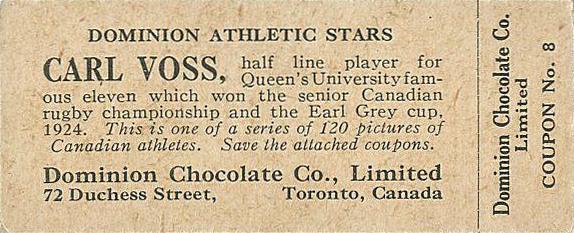 DOMINION ATHLETIC STARS
CARL VOSS, half line player for
Queen's University fam-
ous eleven which won the senior Canadian
rugby championship and the Earl Grey cup,
1924. This is one of a series of 120 pictures of
Canadian athletes. Save the attached coupons.
Dominion Chocolate Co., Limited
72 Duchess Street, Toronto, Canada
Dominion Chocolate Co.
Limited
COUPON No. 8